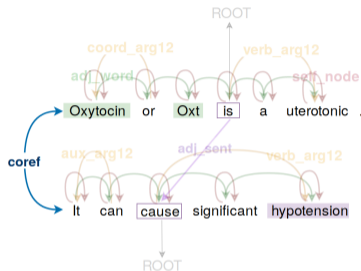 ROOT
coord_arg12 verb_arg12
adj_word self_node
Oxytocin or Oxt is a uterotonic .
coref
aux_arg12 adj_sent verb_arg12
It can cause significant hypotension
ROOT